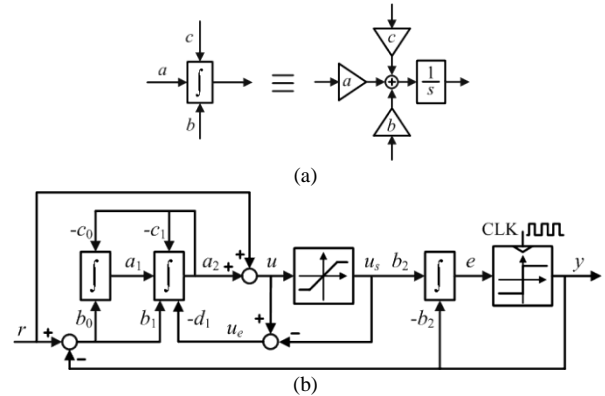 c
a ∫ ≡ a c + 1/s
b b
(a)
-c₀ -c₁ + CLK
∫ a₁ ∫ a₂ + u uₛ b₂ ∫ e y
r + b₀ b₁ -d₁ uₑ + - -b₂
-
(b)